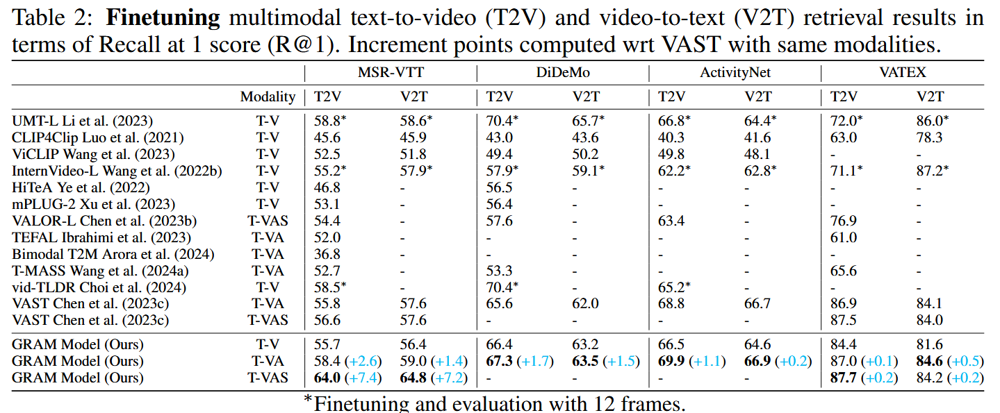 Table 2: Finetuning multimodal text-to-video (T2V) and video-to-text (V2T) retrieval results in
terms of Recall at 1 score (R@1). Increment points computed wrt VAST with same modalities.
MSR-VTT DiDeMo ActivityNet VATEX
Modality T2V V2T T2V V2T T2V V2T T2V V2T
UMT-L Li et al. (2023) T-V 58.8* 58.6* 70.4* 65.7* 66.8* 64.4* 72.0* 86.0*
CLIP4Clip Luo et al. (2021) T-V 45.6 45.9 43.0 43.6 40.3 41.6 63.0 78.3
ViCLIP Wang et al. (2023) T-V 52.5 51.8 49.4 50.2 49.8 48.1 - -
InternVideo-L Wang et al. (2022b) T-V 55.2* 57.9* 57.9* 59.1* 62.2* 62.8* 71.1* 87.2*
HiTeA Ye et al. (2022) T-V 46.8 - 56.5 - - - - -
mPLUG-2 Xu et al. (2023) T-V 53.1 - 56.4 - - - - -
VALOR-L Chen et al. (2023b) T-VAS 54.4 - 57.6 - 63.4 - 76.9 -
TEFAL Ibrahimi et al. (2023) T-VA 52.0 - - - - - 61.0 -
Bimodal T2M Arora et al. (2024) T-VA 36.8 - - - - - - -
T-MASS Wang et al. (2024a) T-VA 52.7 - 53.3 - - - 65.6 -
vid-TLDR Choi et al. (2024) T-V 58.5* - 70.4* - 65.2* - - -
VAST Chen et al. (2023c) T-VA 55.8 57.6 65.6 62.0 68.8 66.7 86.9 84.1
VAST Chen et al. (2023c) T-VAS 56.6 57.6 - - - - 87.5 84.0
GRAM Model (Ours) T-V 55.7 56.4 66.4 63.2 66.5 64.6 84.4 81.6
GRAM Model (Ours) T-VA 58.4 (+2.6) 59.0 (+1.4) 67.3 (+1.7) 63.5 (+1.5) 69.9 (+1.1) 66.9 (+0.2) 87.0 (+0.1) 84.6 (+0.5)
GRAM Model (Ours) T-VAS 64.0 (+7.4) 64.8 (+7.2) - - - - 87.7 (+0.2) 84.2 (+0.2)
*Finetuning and evaluation with 12 frames.